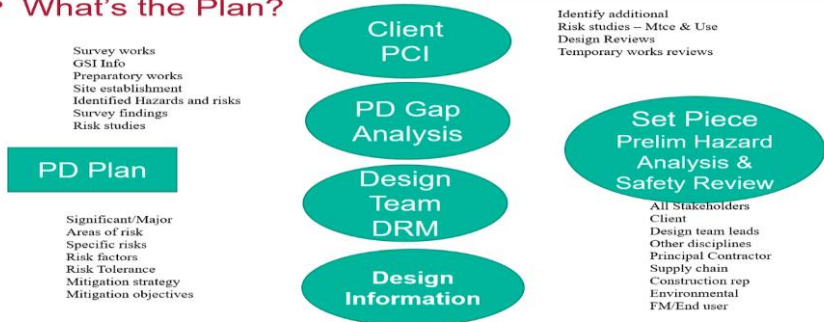 What's the Plan?
Survey works
GSI Info
Preparatory works
Site establishment
Identified Hazards and risks
Survey findings
Risk studies
PD Plan
Significant/Major
Areas of risk
Specific risks
Risk factors
Risk Tolerance
Mitigation strategy
Mitigation objectives
Client
PCI
PD Gap
Analysis
Design
Team
DRM
Design
Information
Identify additional
Risk studies – Mtce & Use
Design Reviews
Temporary works reviews
Set Piece
Prelim Hazard
Analysis &
Safety Review
All Stakeholders
Client
Design team leads
Other disciplines
Principal Contractor
Supply chain
Construction rep
Environmental
FM/End user